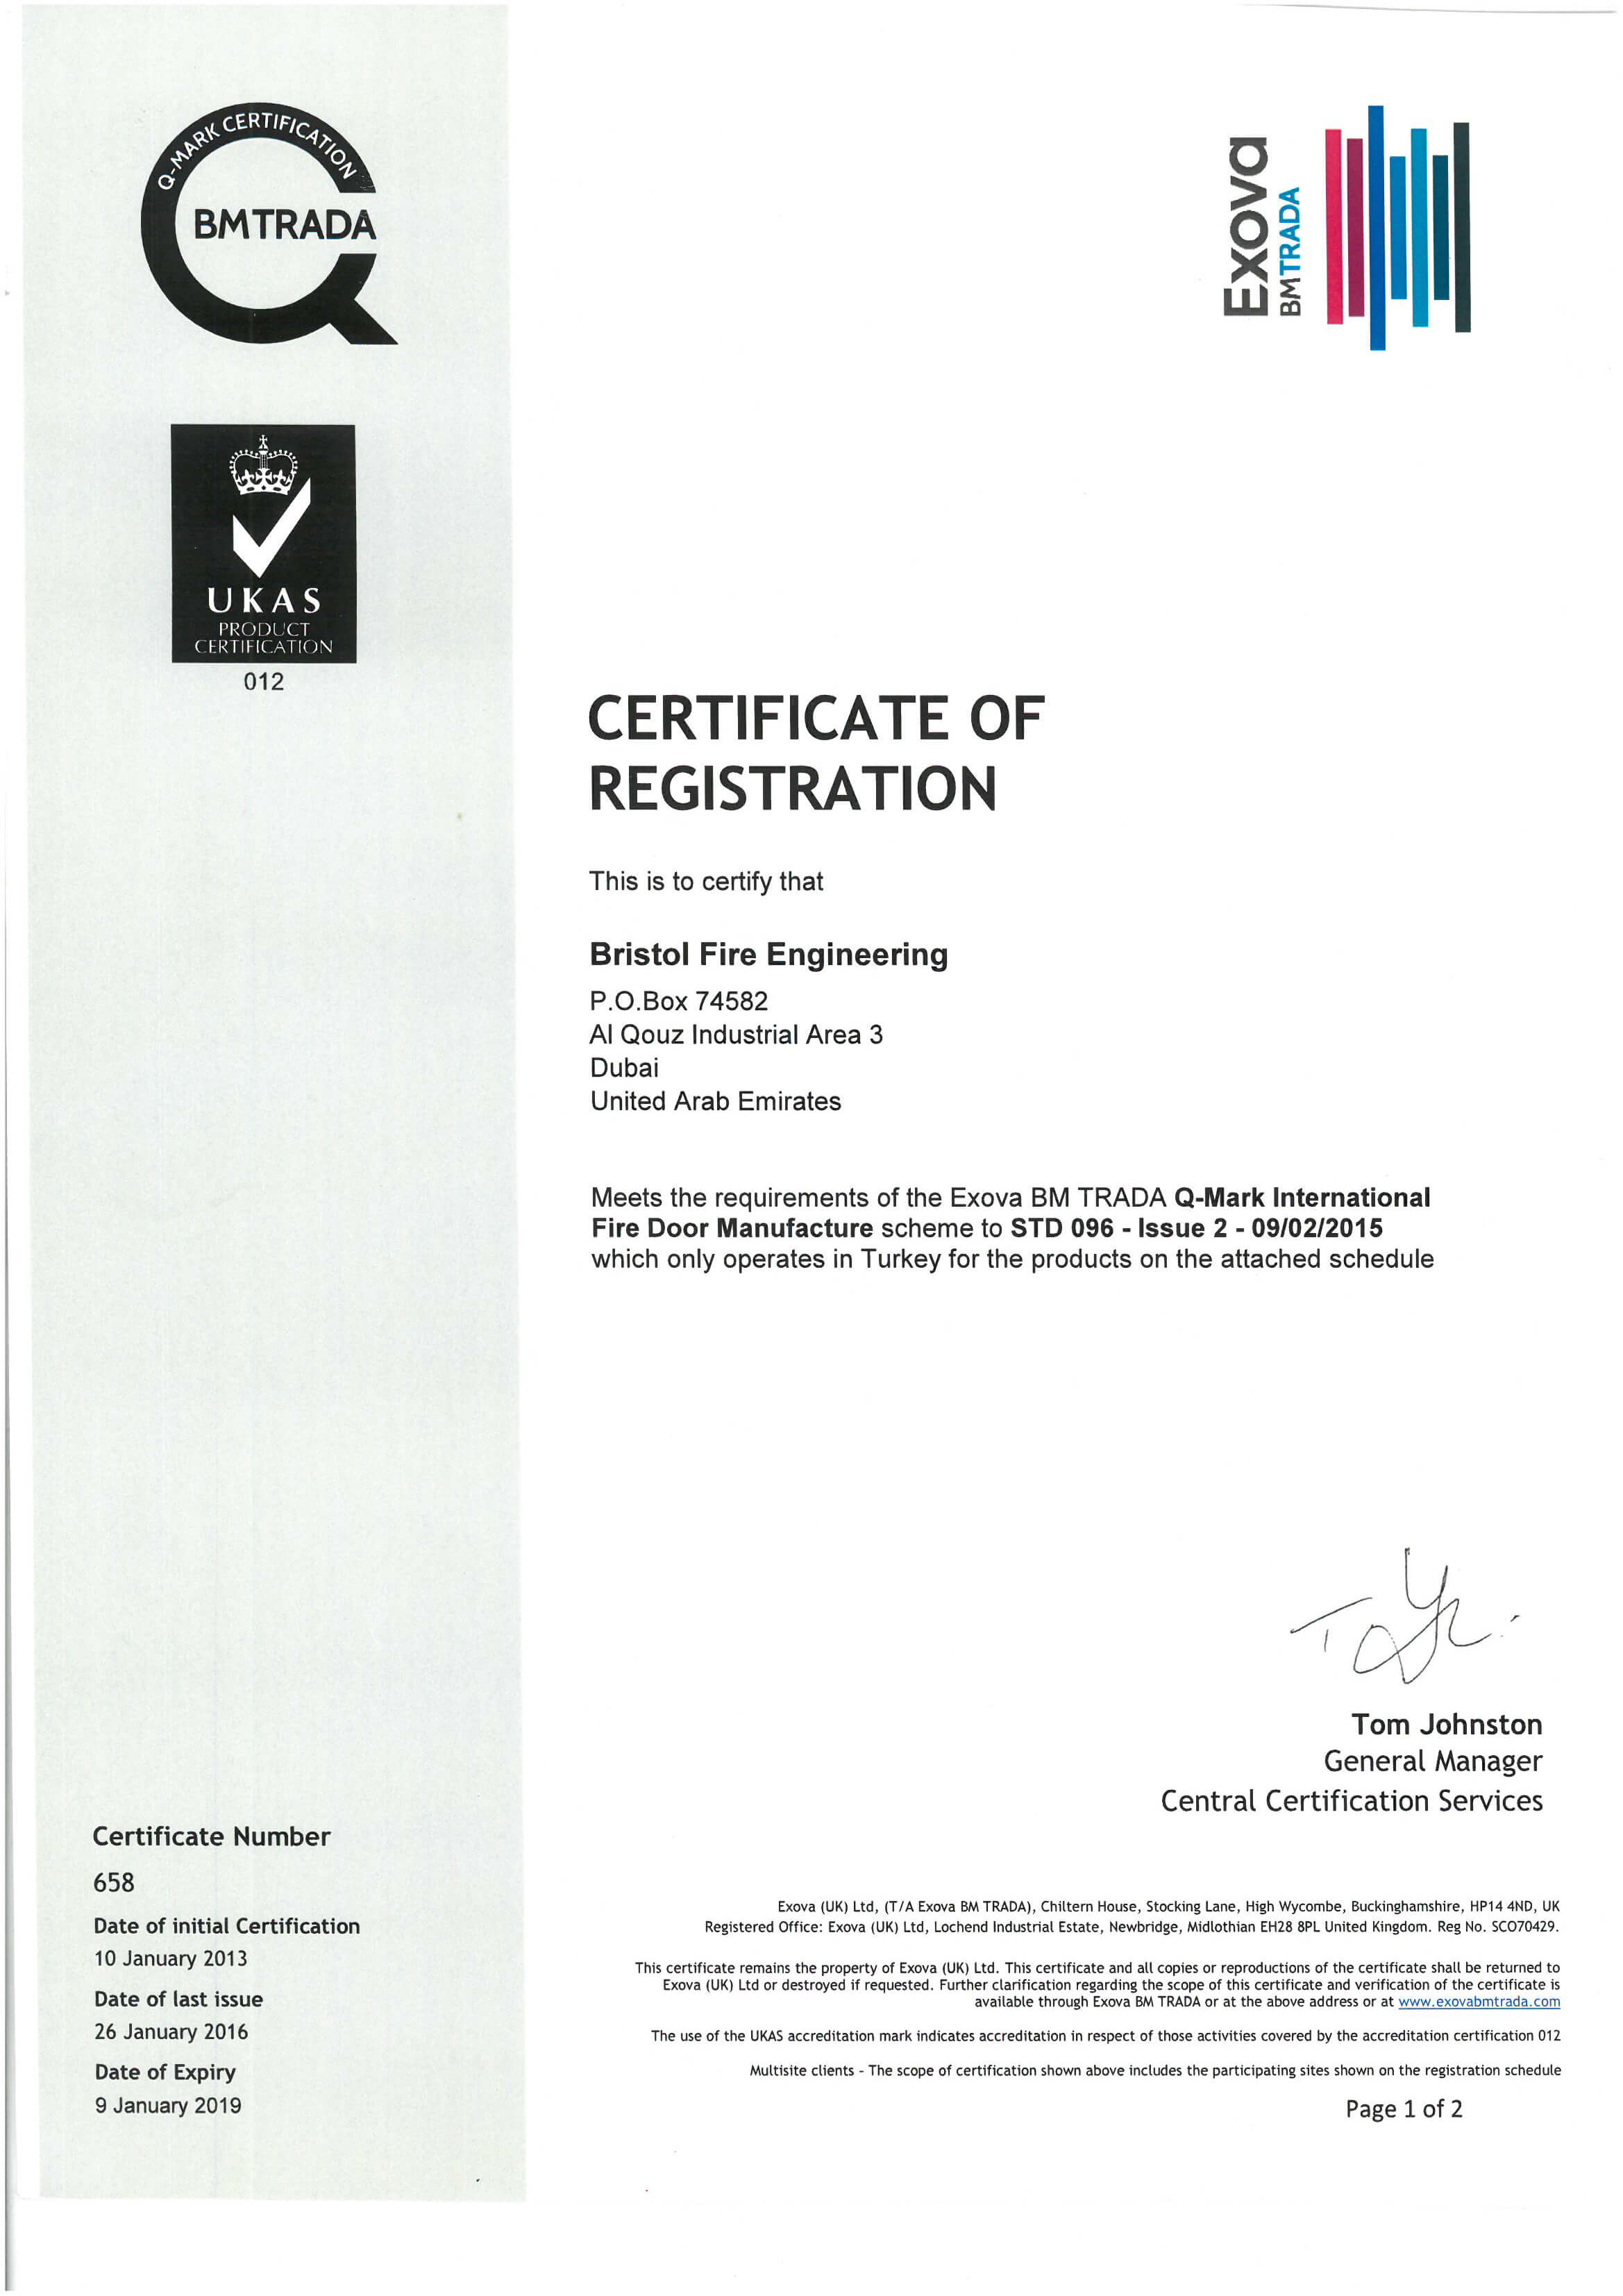 Q-MARK CERTIFICATION
BMTRADA
Exova
BMTRADA
UKAS
PRODUCT
CERTIFICATION
012
CERTIFICATE OF
REGISTRATION
This is to certify that
Bristol Fire Engineering
P.O.Box 74582
Al Qouz Industrial Area 3
Dubai
United Arab Emirates
Meets the requirements of the Exova BM TRADA Q-Mark International
Fire Door Manufacture scheme to STD 096 - Issue 2 - 09/02/2015
which only operates in Turkey for the products on the attached schedule
Tom Johnston
General Manager
Central Certification Services
Certificate Number
658
Date of initial Certification
10 January 2013
Date of last issue
26 January 2016
Date of Expiry
9 January 2019
Exova (UK) Ltd, (T/A Exova BM TRADA), Chiltern House, Stocking Lane, High Wycombe, Buckinghamshire, HP14 4ND, UK
Registered Office: Exova (UK) Ltd, Lochend Industrial Estate, Newbridge, Midlothian EH28 8PL United Kingdom. Reg No. SCO70429.
This certificate remains the property of Exova (UK) Ltd. This certificate and all copies or reproductions of the certificate shall be returned to
Exova (UK) Ltd or destroyed if requested. Further clarification regarding the scope of this certificate and verification of the certificate is
available through Exova BM TRADA or at the above address or at www.exovabmtrada.com
The use of the UKAS accreditation mark indicates accreditation in respect of those activities covered by the accreditation certification 012
Multisite clients - The scope of certification shown above includes the participating sites shown on the registration schedule
Page 1 of 2